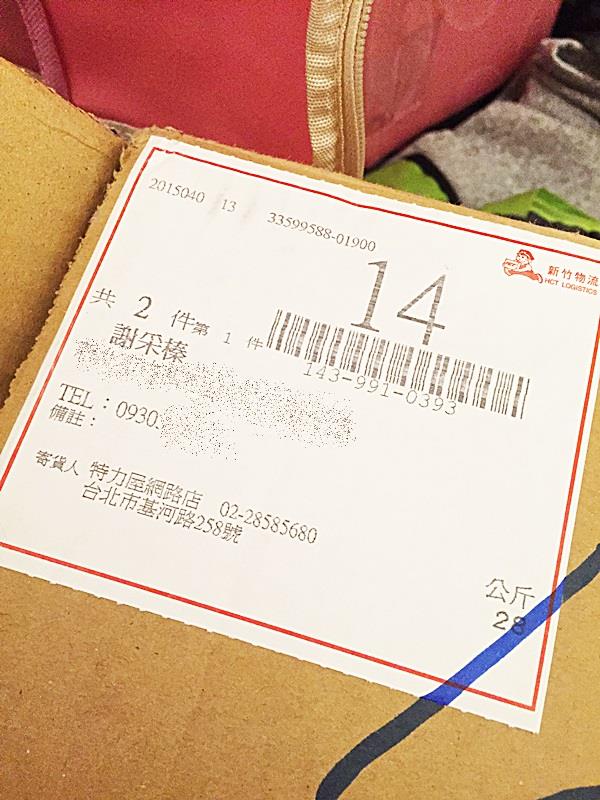 2015040 13 33599588-01900
新竹物流
HCT LOGISTICS
14
共 2 件 第 1 件
143-991-0393
謝采榛
TEL：0930
備註：
寄貨人 特力屋網路店 02-28585680
台北市基河路258號
公斤
28